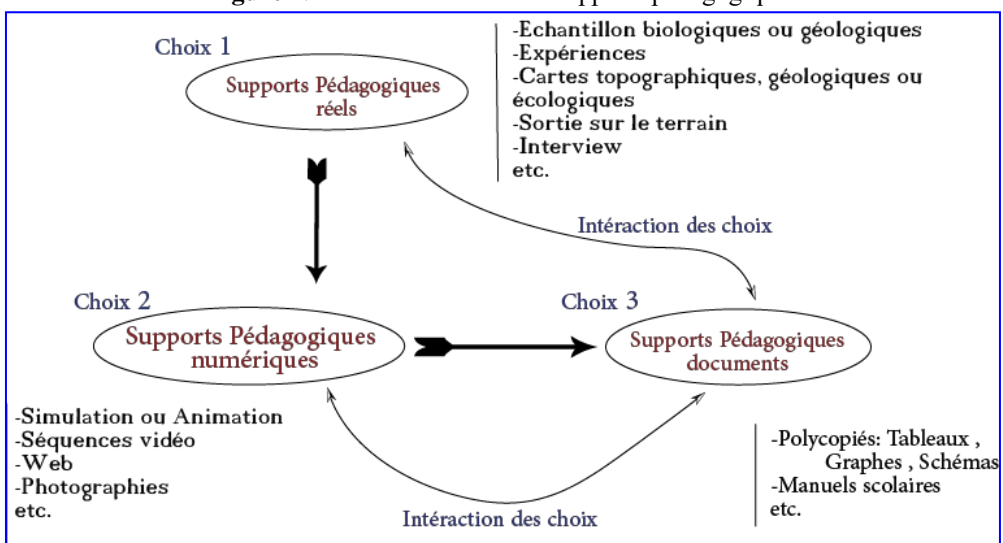 Choix 1
Supports Pédagogiques
réels
-Echantillon biologiques ou géologiques
-Expériences
-Cartes topographiques, géologiques ou
écologiques
-Sortie sur le terrain
-Interview
etc.
Intéraction des choix
Choix 2
Supports Pédagogiques
numériques
Choix 3
Supports Pédagogiques
documents
-Simulation ou Animation
-Séquences vidéo
-Web
-Photographies
etc.
-Polycopiés: Tableaux ,
Graphes , Schémas
-Manuels scolaires
etc.
Intéraction des choix